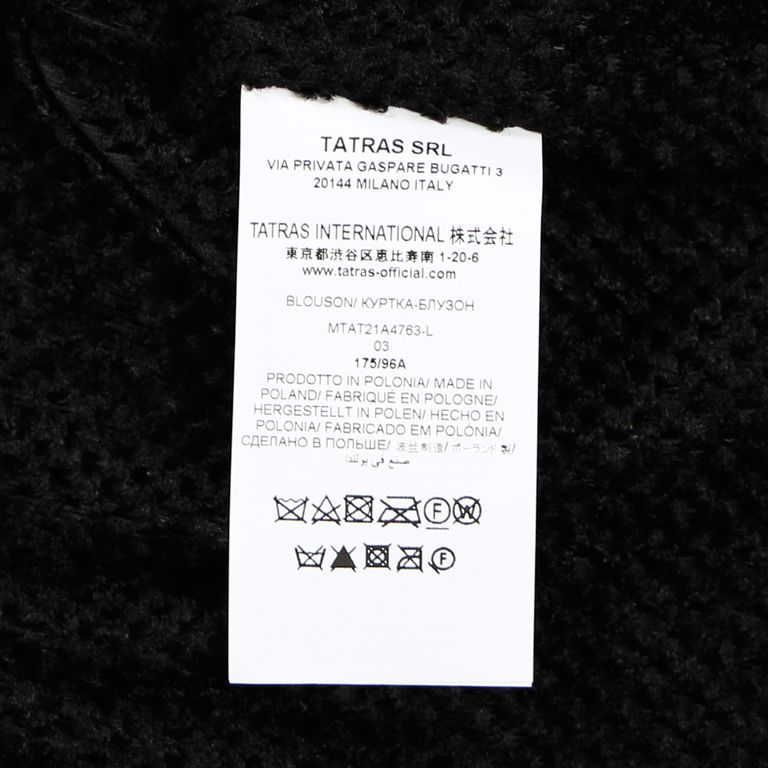 TATRAS SRL
VIA PRIVATA GASPARE BUGATTI 3
20144 MILANO ITALY
TATRAS INTERNATIONAL 株式会社
東京都渋谷区恵比寿南 1-20-6
www.tatras-official.com
BLOUSON/ КУРТКА-БЛУЗОН
MTAT21A4763-L
03
175/96A
PRODOTTO IN POLONIA/ MADE IN
POLAND/ FABRIQUÉ EN POLOGNE/
HERGESTELLT IN POLEN/ HECHO EN
POLONIA/ FABRICADO EM POLÓNIA/
СДЕЛАНО В ПОЛЬШЕ/ 波兰制造/ ポーランド製/
صنع في بولندا
F W
F